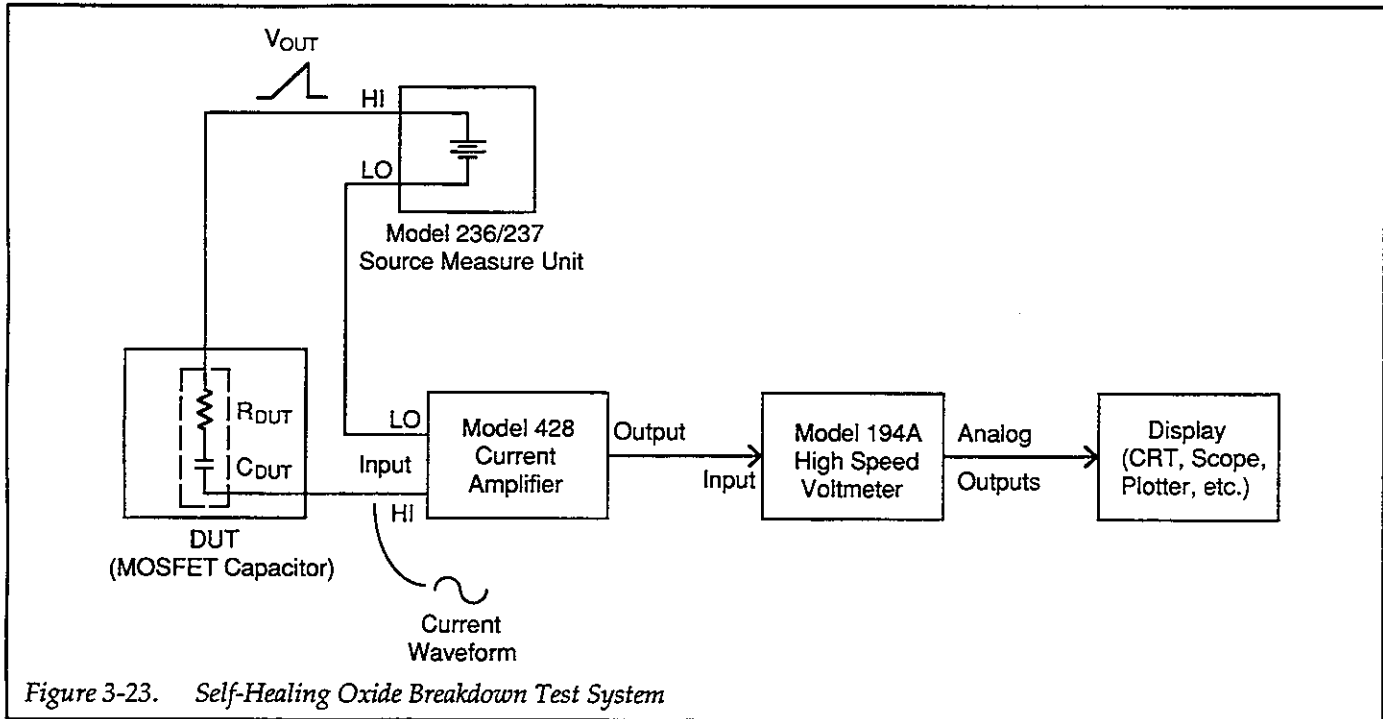 VOUT
HI
LO
Model 236/237
Source Measure Unit
RDUT
CDUT
DUT
(MOSFET Capacitor)
LO
Input
HI
Current
Waveform
Model 428
Current
Amplifier
Output
Input
Model 194A
High Speed
Voltmeter
Analog
Outputs
Display
(CRT, Scope,
Plotter, etc.)
Figure 3-23. Self-Healing Oxide Breakdown Test System